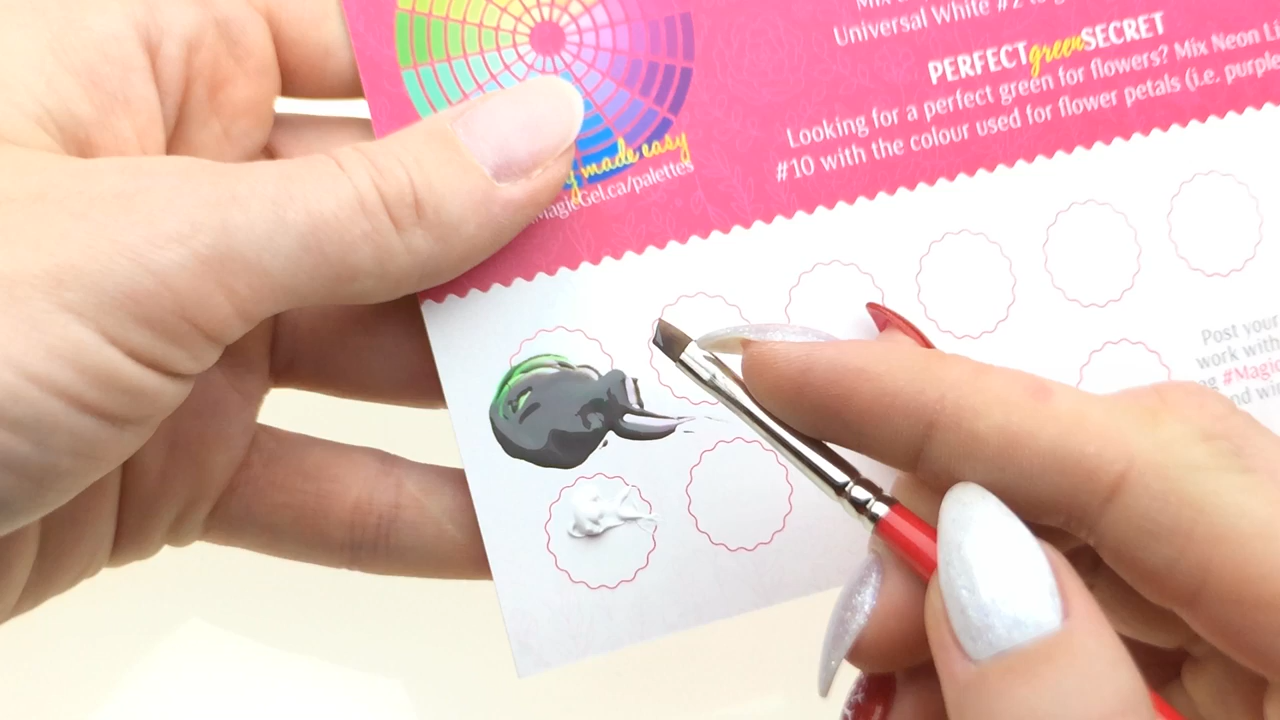 Universal White #2 to
PERFECTgreenSECRET
Looking for a perfect green for flowers? Mix Neon
#10 with the colour used for flower petals (i.e. purple
made easy
MagicGel.ca/palettes
Post your
work with